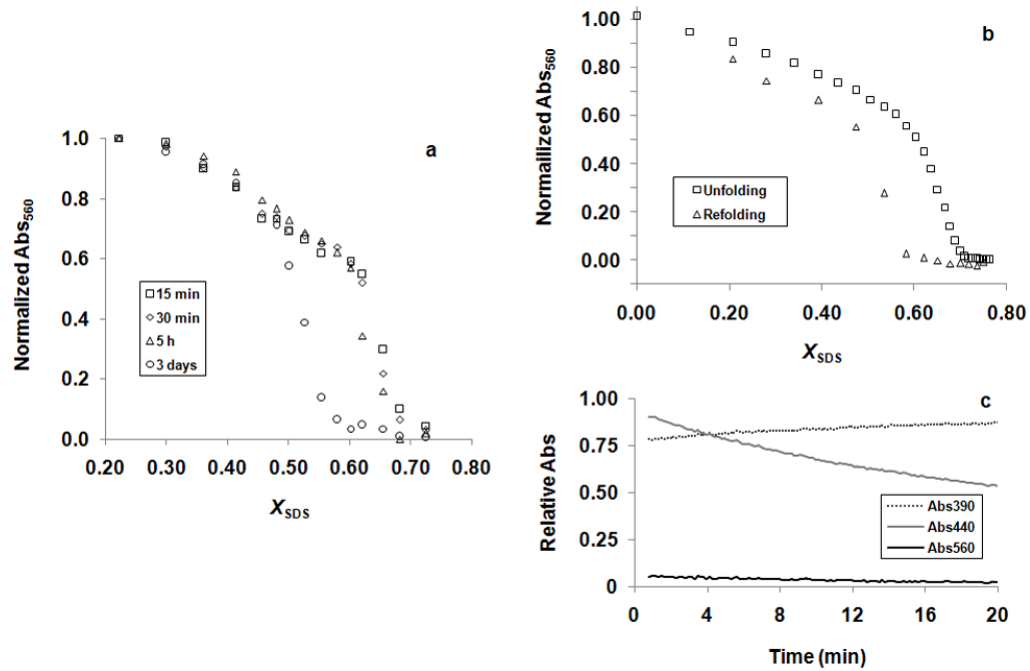 a
Normalized Abs560
1.0
0.8
0.6
0.4
0.2
0.0
15 min
30 min
5 h
3 days
0.20 0.30 0.40 0.50 0.60 0.70 0.80
XSDS
b
Normailized Abs560
1.00
0.80
0.60
0.40
0.20
0.00
Unfolding
Refolding
0.00 0.20 0.40 0.60 0.80
XSDS
c
Relative Abs
1.00
0.75
0.50
0.25
0
Abs390
Abs440
Abs560
0 4 8 12 16 20
Time (min)